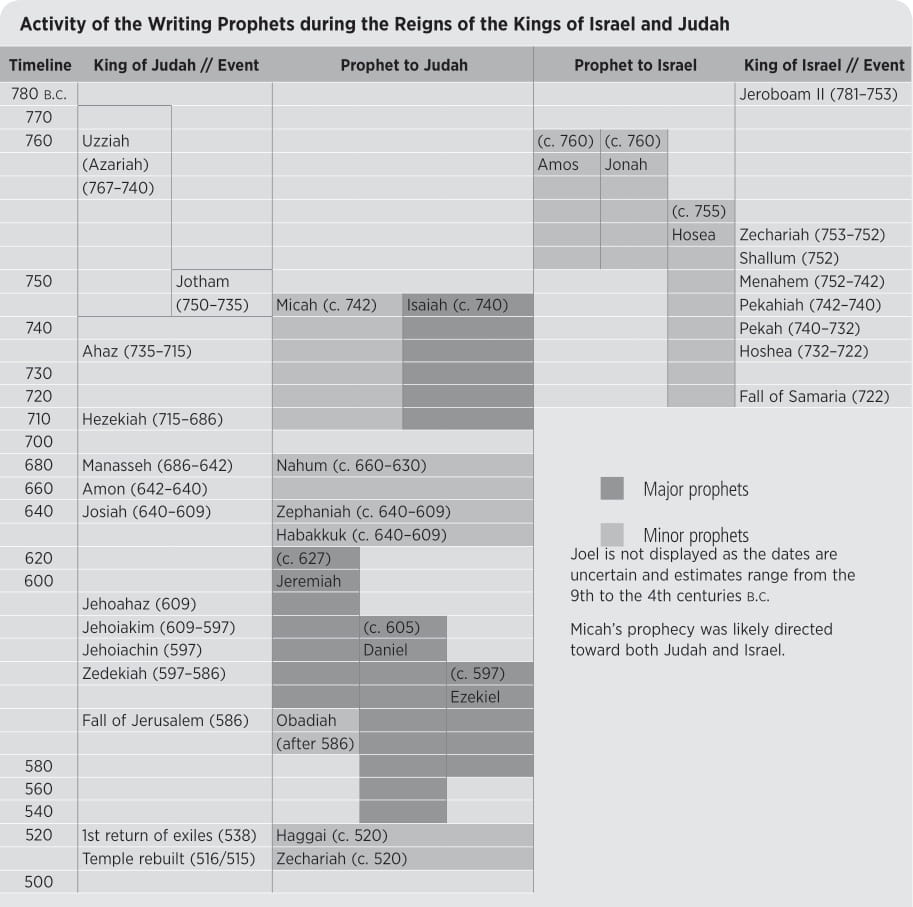 Activity of the Writing Prophets during the Reigns of the Kings of Israel and Judah
Timeline King of Judah // Event Prophet to Judah Prophet to Israel King of Israel // Event
780 B.C. Jeroboam II (781–753)
770
760 Uzziah (c. 760) (c. 760)
(Azariah) Amos Jonah
(767–740)
(c. 755)
Hosea Zechariah (753–752)
Shallum (752)
750 Jotham Menahem (752–742)
(750–735) Micah (c. 742) Isaiah (c. 740) Pekahiah (742–740)
740 Pekah (740–732)
Ahaz (735–715) Hoshea (732–722)
730
720 Fall of Samaria (722)
710 Hezekiah (715–686)
700
680 Manasseh (686–642) Nahum (c. 660–630)
660 Amon (642–640)
640 Josiah (640–609) Zephaniah (c. 640–609)
Habakkuk (c. 640–609)
620 (c. 627)
600 Jeremiah
Jehoahaz (609)
Jehoiakim (609–597) (c. 605)
Jehoiachin (597) Daniel
Zedekiah (597–586) (c. 597)
Ezekiel
Fall of Jerusalem (586) Obadiah
(after 586)
580
560
540
520 1st return of exiles (538) Haggai (c. 520)
Temple rebuilt (516/515) Zechariah (c. 520)
500
Major prophets
Minor prophets
Joel is not displayed as the dates are
uncertain and estimates range from the
9th to the 4th centuries B.C.
Micah’s prophecy was likely directed
toward both Judah and Israel.